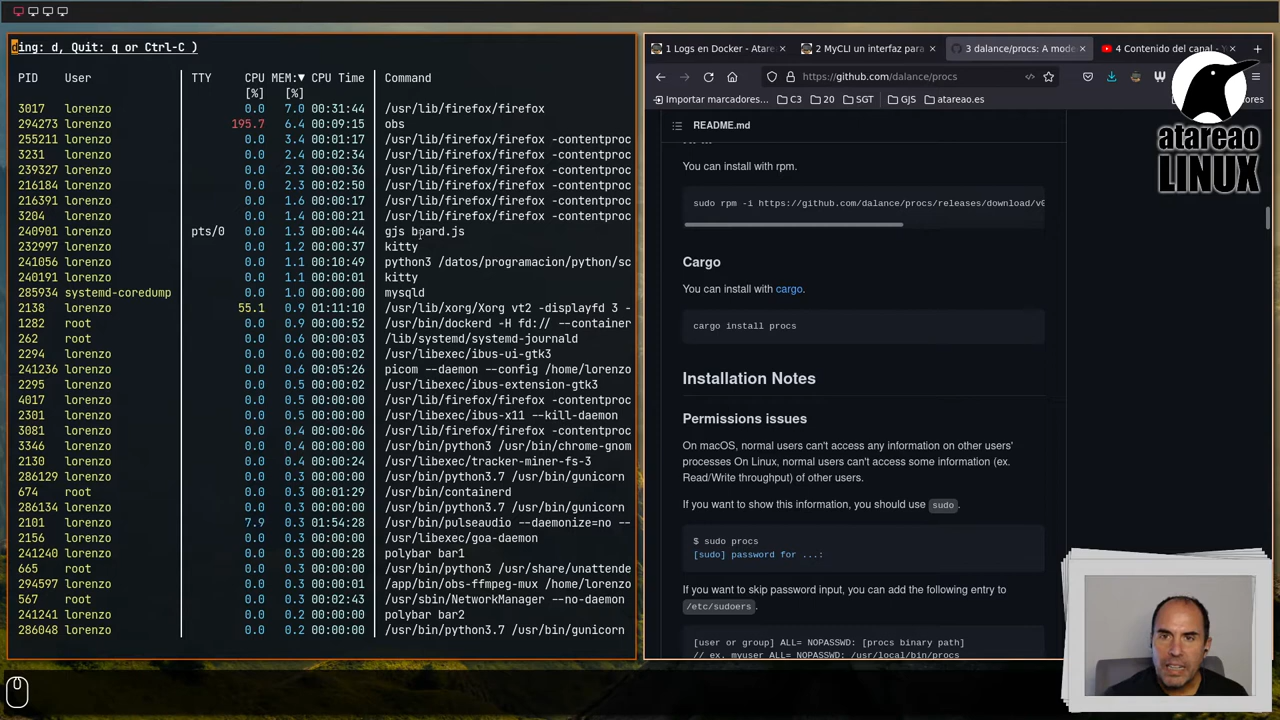 ding: d, Quit: q or Ctrl-C )
PID User TTY CPU MEM:▼ CPU Time Command
[%] [%]
3017 lorenzo 0.0 7.0 00:31:44 /usr/lib/firefox/firefox
294273 lorenzo 195.7 6.4 00:09:15 obs
255211 lorenzo 0.0 3.4 00:01:17 /usr/lib/firefox/firefox -contentproc
3231 lorenzo 0.0 2.4 00:02:34 /usr/lib/firefox/firefox -contentproc
239327 lorenzo 0.0 2.3 00:00:36 /usr/lib/firefox/firefox -contentproc
216184 lorenzo 0.0 2.3 00:02:50 /usr/lib/firefox/firefox -contentproc
216391 lorenzo 0.0 1.6 00:00:17 /usr/lib/firefox/firefox -contentproc
3204 lorenzo 0.0 1.4 00:00:21 /usr/lib/firefox/firefox -contentproc
240901 lorenzo pts/0 0.0 1.3 00:00:44 gjs board.js
232997 lorenzo 0.0 1.2 00:00:37 kitty
241056 lorenzo 0.0 1.1 00:10:49 python3 /datos/programacion/python/sc
240191 lorenzo 0.0 1.1 00:00:01 kitty
285934 systemd-coredump 0.0 1.0 00:00:00 mysqld
2138 lorenzo 55.1 0.9 01:11:10 /usr/lib/xorg/Xorg vt2 -displayfd 3 -
1282 root 0.0 0.9 00:00:52 /usr/bin/dockerd -H fd:// --container
262 root 0.0 0.6 00:00:03 /lib/systemd/systemd-journald
2294 lorenzo 0.0 0.6 00:00:02 /usr/libexec/ibus-ui-gtk3
241236 lorenzo 0.0 0.6 00:05:26 picom --daemon --config /home/lorenzo
2295 lorenzo 0.0 0.5 00:00:02 /usr/libexec/ibus-extension-gtk3
4017 lorenzo 0.0 0.5 00:00:00 /usr/lib/firefox/firefox -contentproc
2301 lorenzo 0.0 0.5 00:00:00 /usr/libexec/ibus-x11 --kill-daemon
3081 lorenzo 0.0 0.4 00:00:06 /usr/lib/firefox/firefox -contentproc
3346 lorenzo 0.0 0.4 00:00:00 /usr/bin/python3 /usr/bin/chrome-gnom
2130 lorenzo 0.0 0.4 00:00:24 /usr/libexec/tracker-miner-fs-3
286129 lorenzo 0.0 0.3 00:00:00 /usr/bin/python3.7 /usr/bin/gunicorn
674 root 0.0 0.3 00:01:29 /usr/bin/containerd
286134 lorenzo 0.0 0.3 00:00:00 /usr/bin/python3.7 /usr/bin/gunicorn
2101 lorenzo 7.9 0.3 01:54:28 /usr/bin/pulseaudio --daemonize=no --
2156 lorenzo 0.0 0.3 00:00:00 /usr/libexec/goa-daemon
241240 lorenzo 0.0 0.3 00:00:28 polybar bar1
665 root 0.0 0.3 00:00:00 /usr/bin/python3 /usr/share/unattende
294597 lorenzo 0.0 0.3 00:00:01 /app/bin/obs-ffmpeg-mux /home/lorenzo
567 root 0.0 0.3 00:02:43 /usr/sbin/NetworkManager --no-daemon
241241 lorenzo 0.0 0.2 00:00:00 polybar bar2
286048 lorenzo 0.0 0.2 00:00:00 /usr/bin/python3.7 /usr/bin/gunicorn
1 Logs en Docker - Atare
2 MyCLI un interfaz para
3 dalance/procs: A mode
4 Contenido del canal - Y
https://github.com/dalance/procs
Importar marcadores... C3 20 SGT GJS atareao.es
atareao
LINUX
README.md
You can install with rpm.
sudo rpm -i https://github.com/dalance/procs/releases/download/v0
Cargo
You can install with cargo.
cargo install procs
Installation Notes
Permissions issues
On macOS, normal users can't access any information on other users'
processes On Linux, normal users can't access some information (ex.
Read/Write throughput) of other users.
If you want to show this information, you should use sudo .
$ sudo procs
[sudo] password for ...:
If you want to skip password input, you can add the following entry to
/etc/sudoers .
[user or group] ALL= NOPASSWD: [procs binary path]
// ex. myuser ALL= NOPASSWD: /usr/local/bin/procs